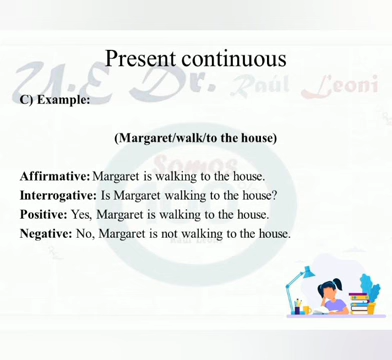 Present continuous
U.E Dr. Raúl Leoni
C) Example:
(Margaret/walk/to the house)
Somos
Affirmative: Margaret is walking to the house.
Interrogative: Is Margaret walking to the house?
Positive: Yes, Margaret is walking to the house.
Negative: No, Margaret is not walking to the house.